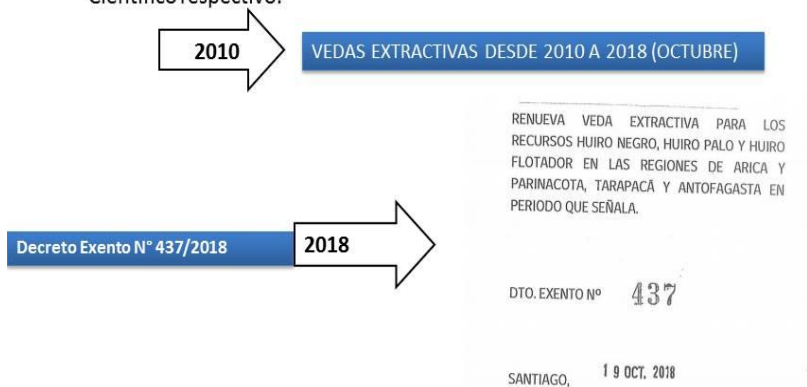 Científico respectivo.
2010
VEDAS EXTRACTIVAS DESDE 2010 A 2018 (OCTUBRE)
RENUEVA VEDA EXTRACTIVA PARA LOS
RECURSOS HUIRO NEGRO, HUIRO PALO Y HUIRO
FLOTADOR EN LAS REGIONES DE ARICA Y
PARINACOTA, TARAPACÁ Y ANTOFAGASTA EN
PERIODO QUE SEÑALA.
Decreto Exento N° 437/2018
2018
DTO. EXENTO Nº 437
SANTIAGO, 19 OCT. 2018